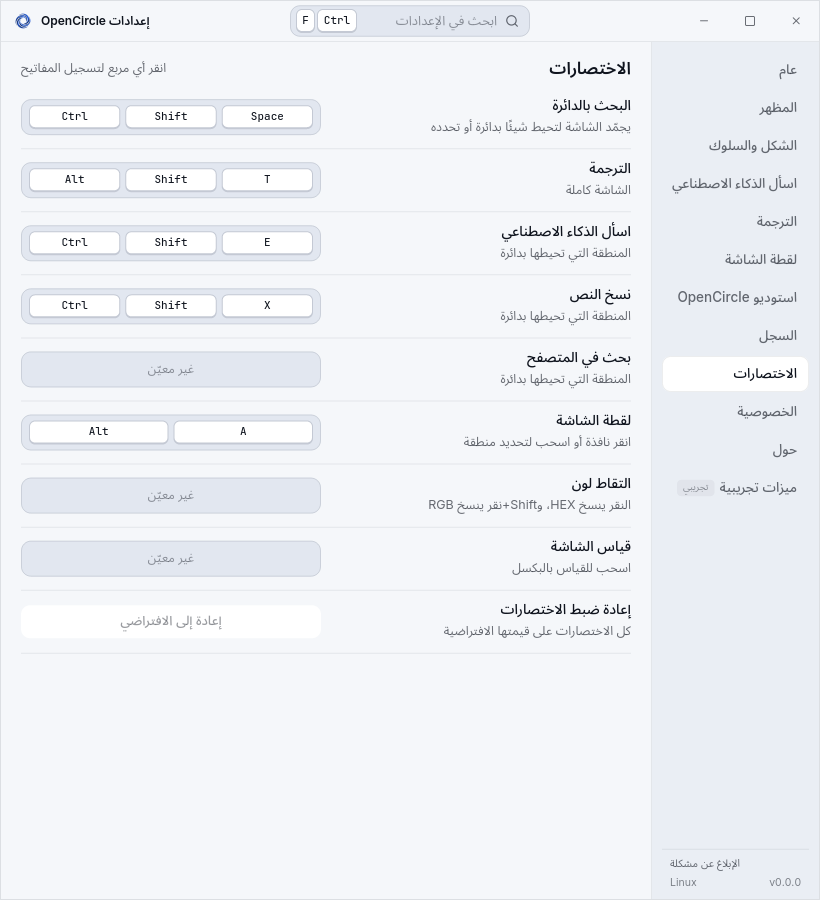 إعدادات OpenCircle
ابحث في الإعدادات
Ctrl F
عام
المظهر
الشكل والسلوك
اسأل الذكاء الاصطناعي
الترجمة
لقطة الشاشة
استوديو OpenCircle
السجل
الاختصارات
الخصوصية
حول
ميزات تجريبية تجريبي
الإبلاغ عن مشكلة
Linux v0.0.0
الاختصارات
انقر أي مربع لتسجيل المفاتيح
البحث بالدائرة
يجمّد الشاشة لتحيط شيئًا بدائرة أو تحدده
Ctrl Shift Space
الترجمة
الشاشة كاملة
Alt Shift T
اسأل الذكاء الاصطناعي
المنطقة التي تحيطها بدائرة
Ctrl Shift E
نسخ النص
المنطقة التي تحيطها بدائرة
Ctrl Shift X
بحث في المتصفح
المنطقة التي تحيطها بدائرة
غير معيّن
لقطة الشاشة
انقر نافذة أو اسحب لتحديد منطقة
Alt A
التقاط لون
النقر ينسخ HEX، وShift+نقر ينسخ RGB
غير معيّن
قياس الشاشة
اسحب للقياس بالبكسل
غير معيّن
إعادة ضبط الاختصارات
كل الاختصارات على قيمتها الافتراضية
إعادة إلى الافتراضي